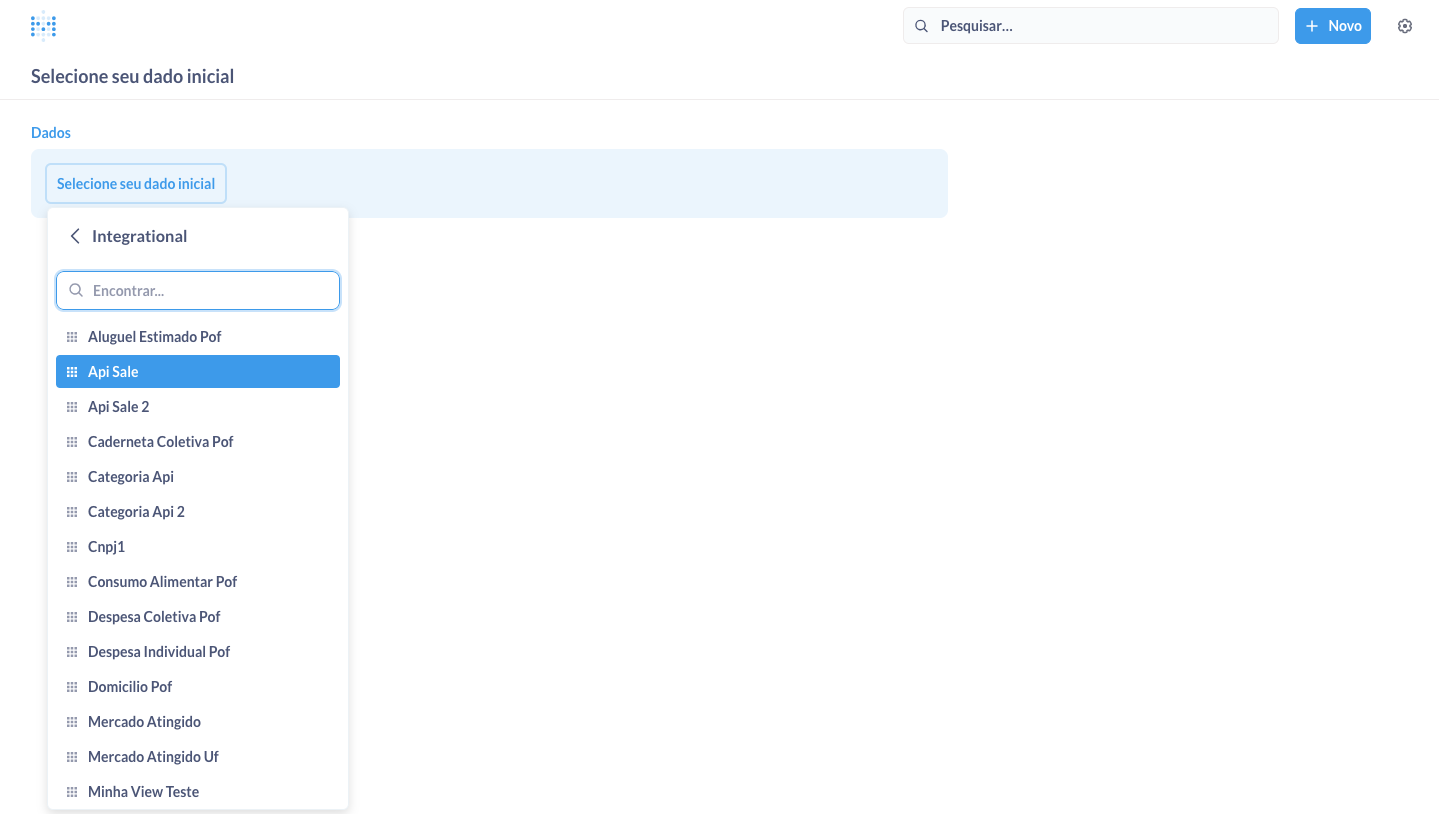 Pesquisar...
Novo
Selecione seu dado inicial
Dados
Selecione seu dado inicial
Integrational
Encontrar...
Aluguel Estimado Pof
Api Sale
Api Sale 2
Caderneta Coletiva Pof
Categoria Api
Categoria Api 2
Cnpj1
Consumo Alimentar Pof
Despesa Coletiva Pof
Despesa Individual Pof
Domicilio Pof
Mercado Atingido
Mercado Atingido Uf
Minha View Teste